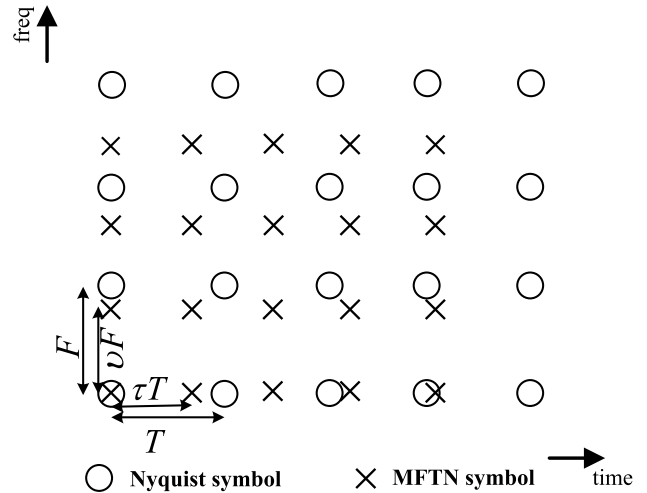 freq
F
υF
τT
T
time
Nyquist symbol
MFTN symbol